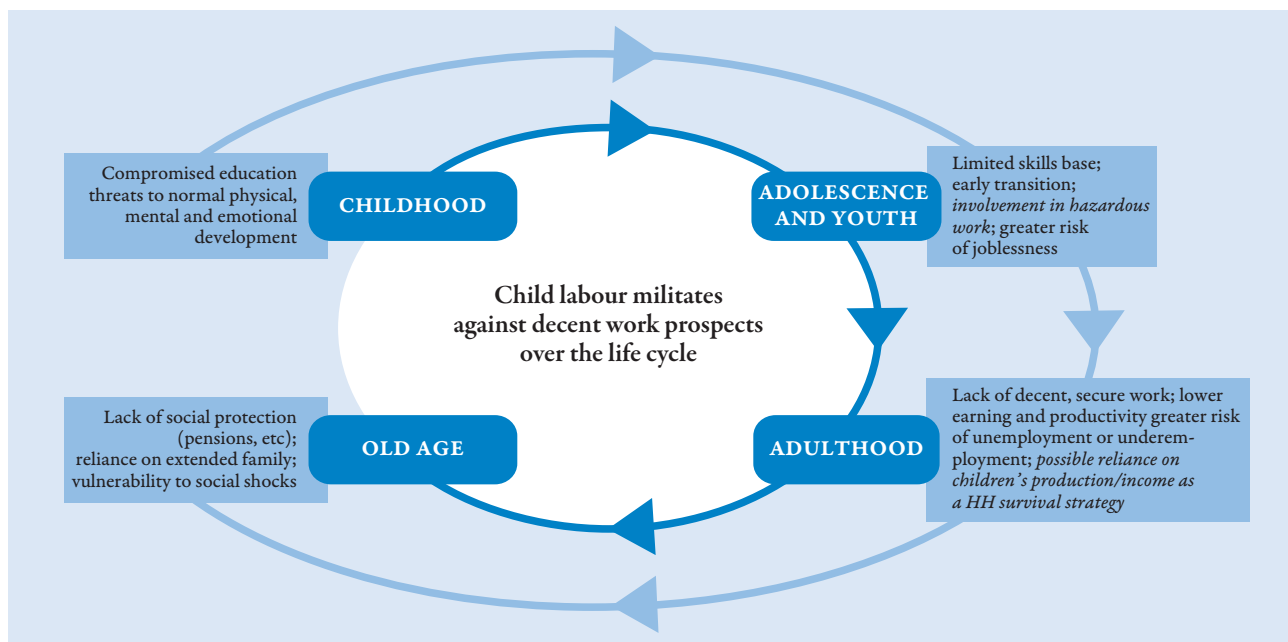 Compromised education
threats to normal physical,
mental and emotional
development
CHILDHOOD
ADOLESCENCE
AND YOUTH
Limited skills base;
early transition;
involvement in hazardous
work; greater risk
of joblessness
Child labour militates
against decent work prospects
over the life cycle
Lack of social protection
(pensions, etc);
reliance on extended family;
vulnerability to social shocks
OLD AGE
ADULTHOOD
Lack of decent, secure work; lower
earning and productivity greater risk
of unemployment or underem-
ployment; possible reliance on
children’s production/income as
a HH survival strategy